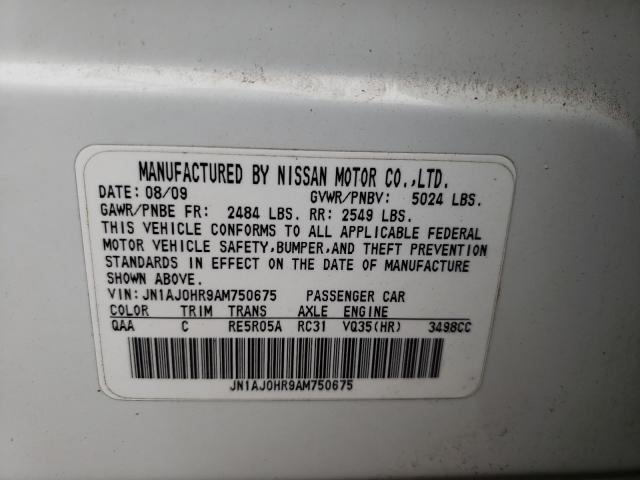 MANUFACTURED BY NISSAN MOTOR CO.,LTD.
DATE: 08/09 GVWR/PNBV: 5024 LBS.
GAWR/PNBE FR: 2484 LBS. RR: 2549 LBS.
THIS VEHICLE CONFORMS TO ALL APPLICABLE FEDERAL
MOTOR VEHICLE SAFETY,BUMPER,AND THEFT PREVENTION
STANDARDS IN EFFECT ON THE DATE OF MANUFACTURE
SHOWN ABOVE.
VIN: JN1AJ0HR9AM750675 PASSENGER CAR
COLOR TRIM TRANS AXLE ENGINE
QAA C RE5R05A RC31 VQ35(HR) 3498CC
JN1AJ0HR9AM750675